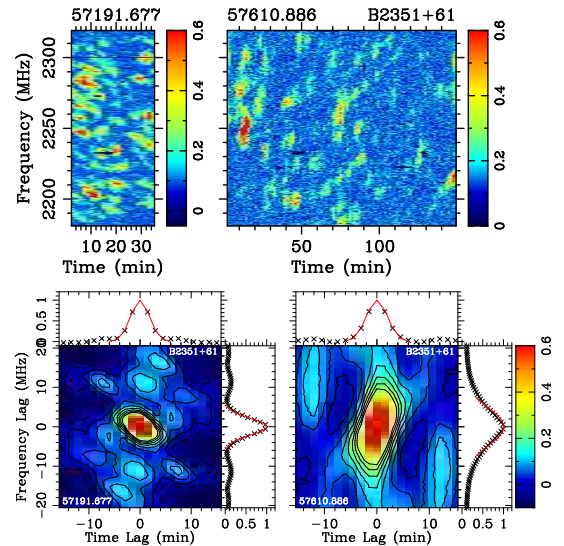 57191.677
57610.886 B2351+61
Frequency (MHz)
2300
2250
2200
10 20 30
Time (min)
0.6
0.4
0.2
0
50 100
Time (min)
0.6
0.4
0.2
0
1
0.5
0
B2351+61
57191.677
Frequency Lag (MHz)
20
10
0
−10
−20
−10 0 10
Time Lag (min)
0 0.5 1
B2351+61
57610.886
−10 0 10
Time Lag (min)
0 0.5 1
0.6
0.4
0.2
0